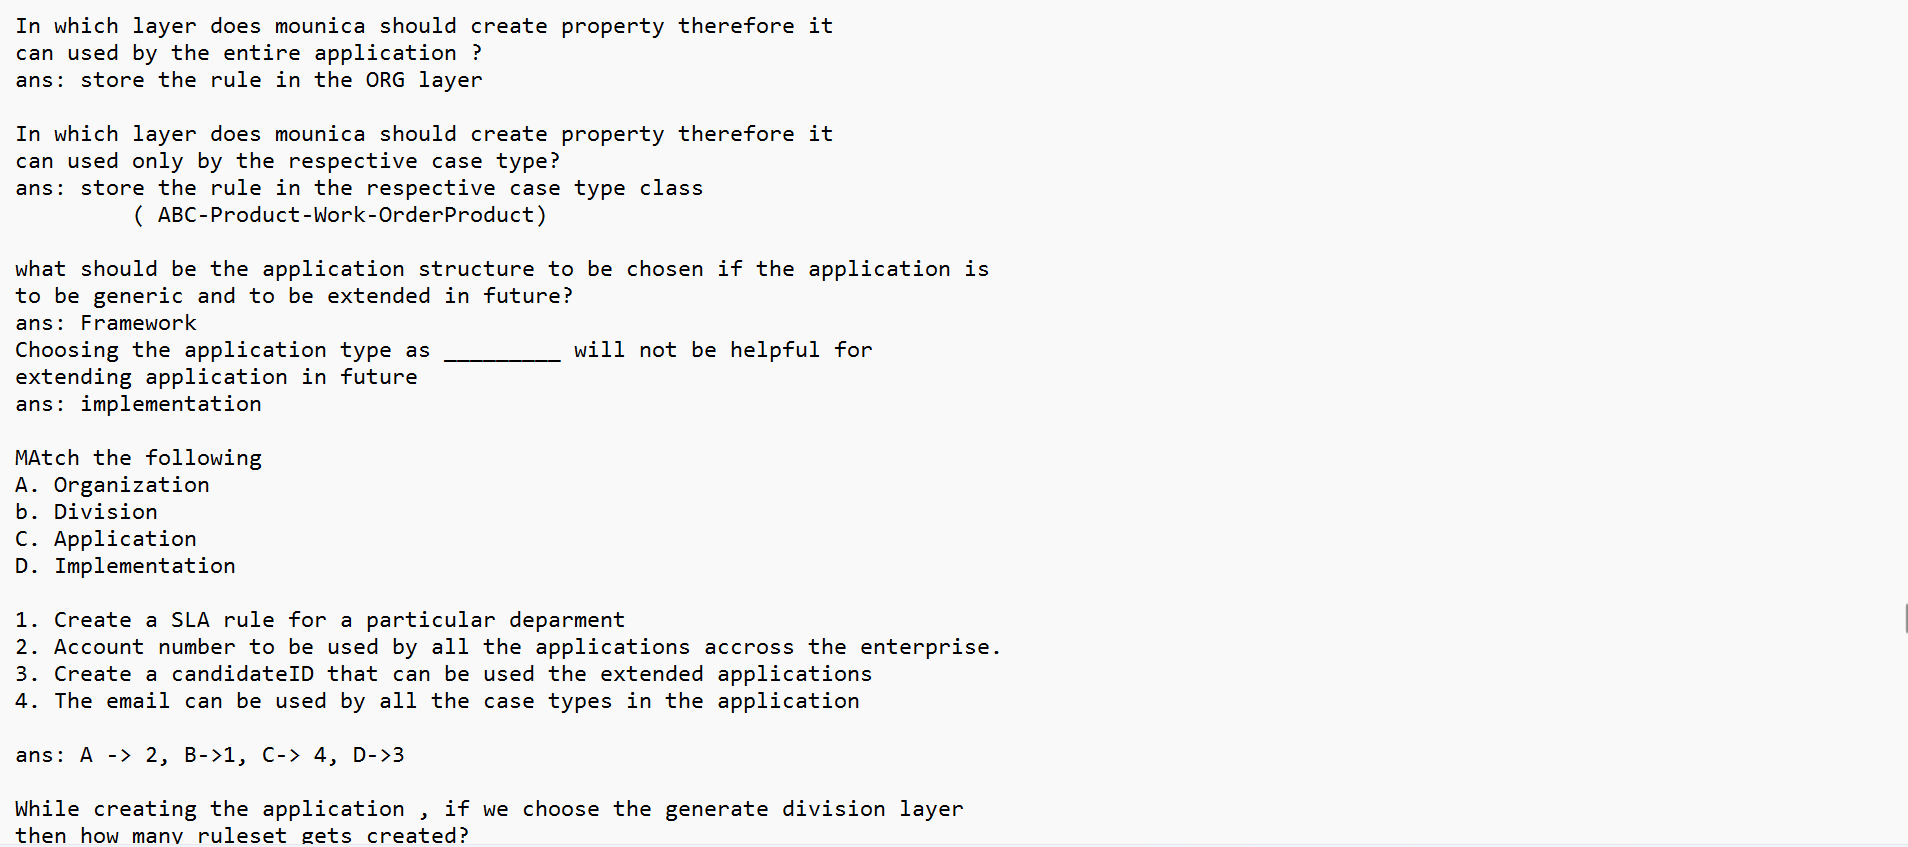 In which layer does mounica should create property therefore it
can used by the entire application ?
ans: store the rule in the ORG layer
In which layer does mounica should create property therefore it
can used only by the respective case type?
ans: store the rule in the respective case type class
( ABC-Product-Work-OrderProduct)
what should be the application structure to be chosen if the application is
to be generic and to be extended in future?
ans: Framework
Choosing the application type as _________ will not be helpful for
extending application in future
ans: implementation
MAtch the following
A. Organization
b. Division
C. Application
D. Implementation
1. Create a SLA rule for a particular deparment
2. Account number to be used by all the applications accross the enterprise.
3. Create a candidateID that can be used the extended applications
4. The email can be used by all the case types in the application
ans: A -> 2, B->1, C-> 4, D->3
While creating the application , if we choose the generate division layer
then how many ruleset gets created?